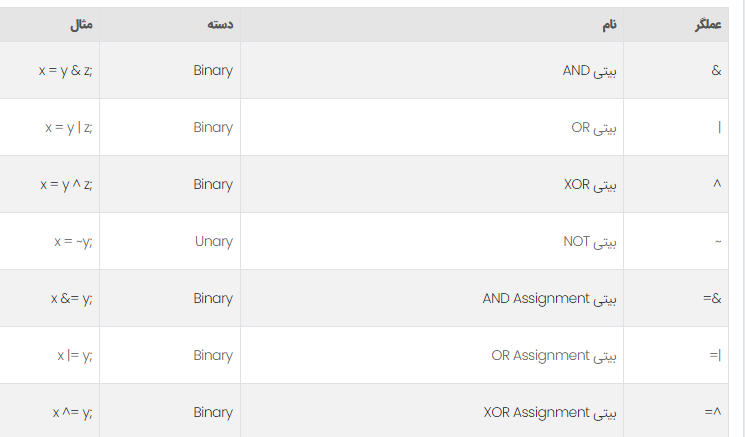 عملگر نام دسته مثال
& بیتی AND Binary x = y & z;
| بیتی OR Binary x = y | z;
^ بیتی XOR Binary x = y ^ z;
~ بیتی NOT Unary x = ~y;
=& بیتی AND Assignment Binary x &= y;
=| بیتی OR Assignment Binary x |= y;
=^ بیتی XOR Assignment Binary x ^= y;